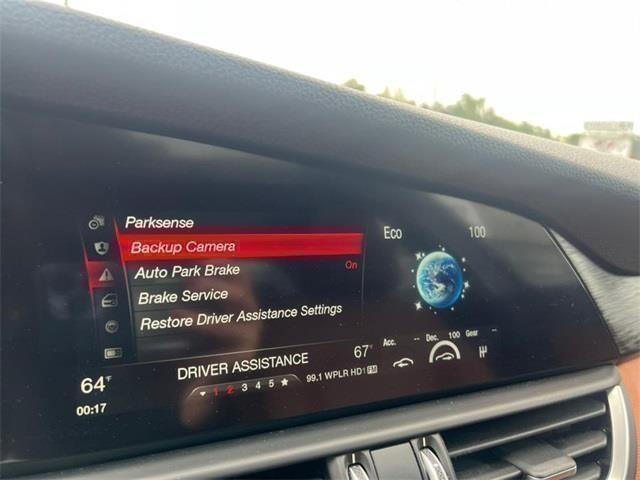 Parksense
Backup Camera
Auto Park Brake On
Brake Service
Restore Driver Assistance Settings
Eco 100
Acc. -- Dec. 100 Gear --
DRIVER ASSISTANCE
67°
1 2 3 4 5 ★
99.1 WPLR HD1 FM
64°F
00:17